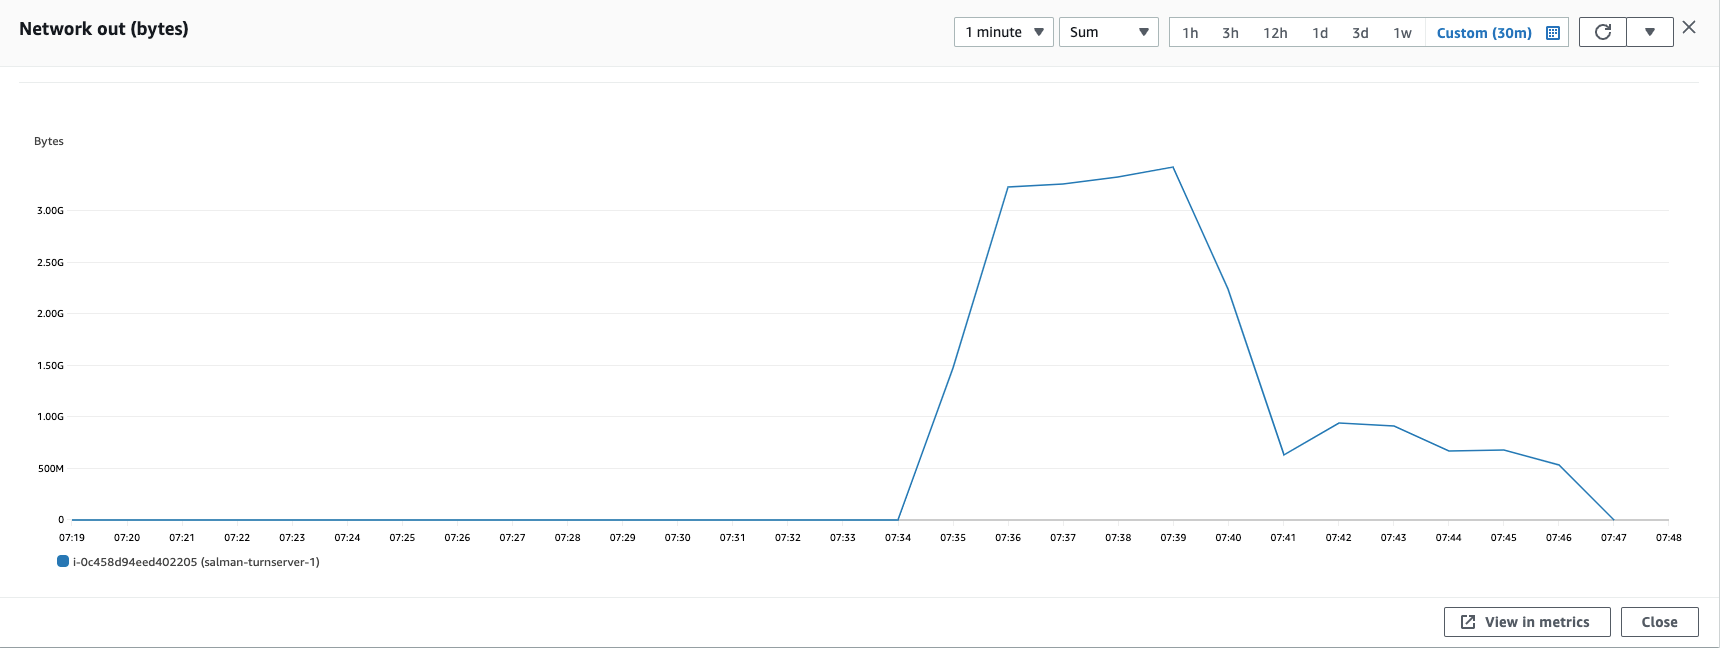 Network out (bytes)
1 minute
Sum
1h 3h 12h 1d 3d 1w Custom (30m)
Bytes
3.00G
2.50G
2.00G
1.50G
1.00G
500M
0
07:19 07:20 07:21 07:22 07:23 07:24 07:25 07:26 07:27 07:28 07:29 07:30 07:31 07:32 07:33 07:34 07:35 07:36 07:37 07:38 07:39 07:40 07:41 07:42 07:43 07:44 07:45 07:46 07:47 07:48
i-0c458d94eed402205 (salman-turnserver-1)
View in metrics
Close